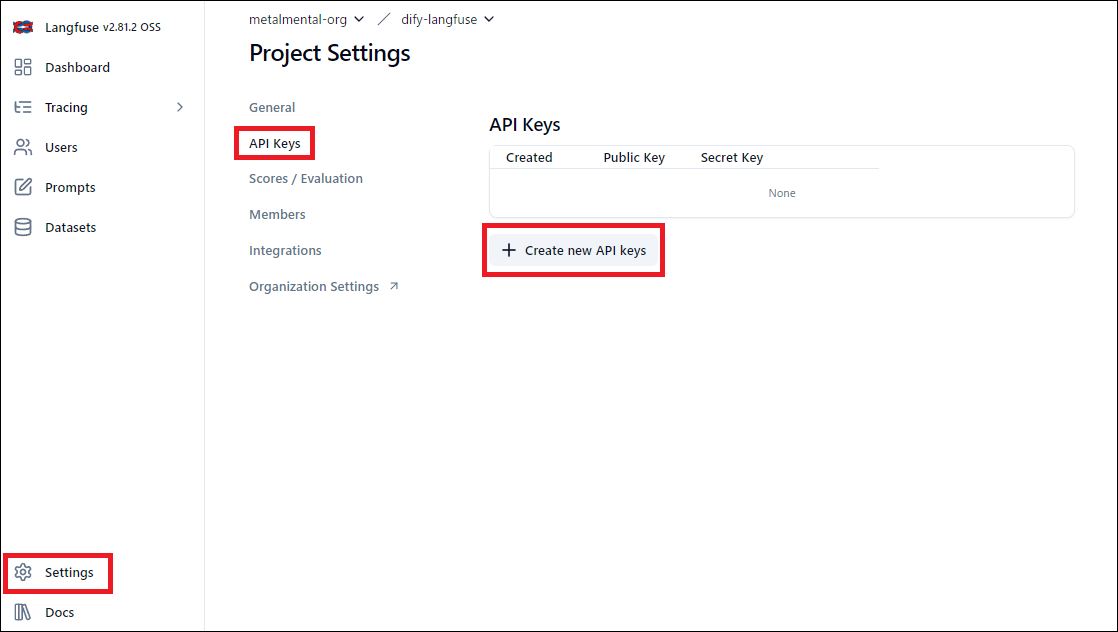 Langfuse v2.81.2 OSS
Dashboard
Tracing
Users
Prompts
Datasets
Settings
Docs
metalmental-org / dify-langfuse
Project Settings
General
API Keys
Scores / Evaluation
Members
Integrations
Organization Settings
API Keys
Created Public Key Secret Key
None
+ Create new API keys